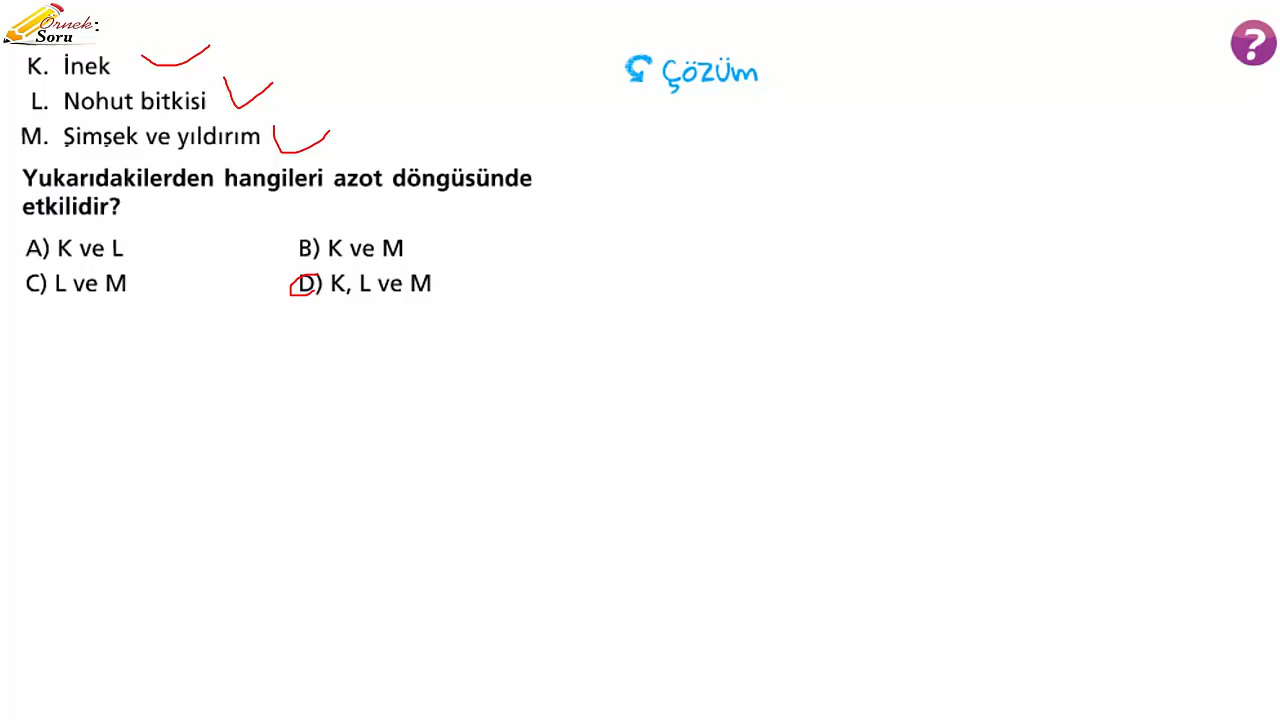 Örnek:
Soru
K. İnek
L. Nohut bitkisi
M. Şimşek ve yıldırım
Yukarıdakilerden hangileri azot döngüsünde
etkilidir?
A) K ve L
B) K ve M
C) L ve M
D) K, L ve M
Çözüm
?